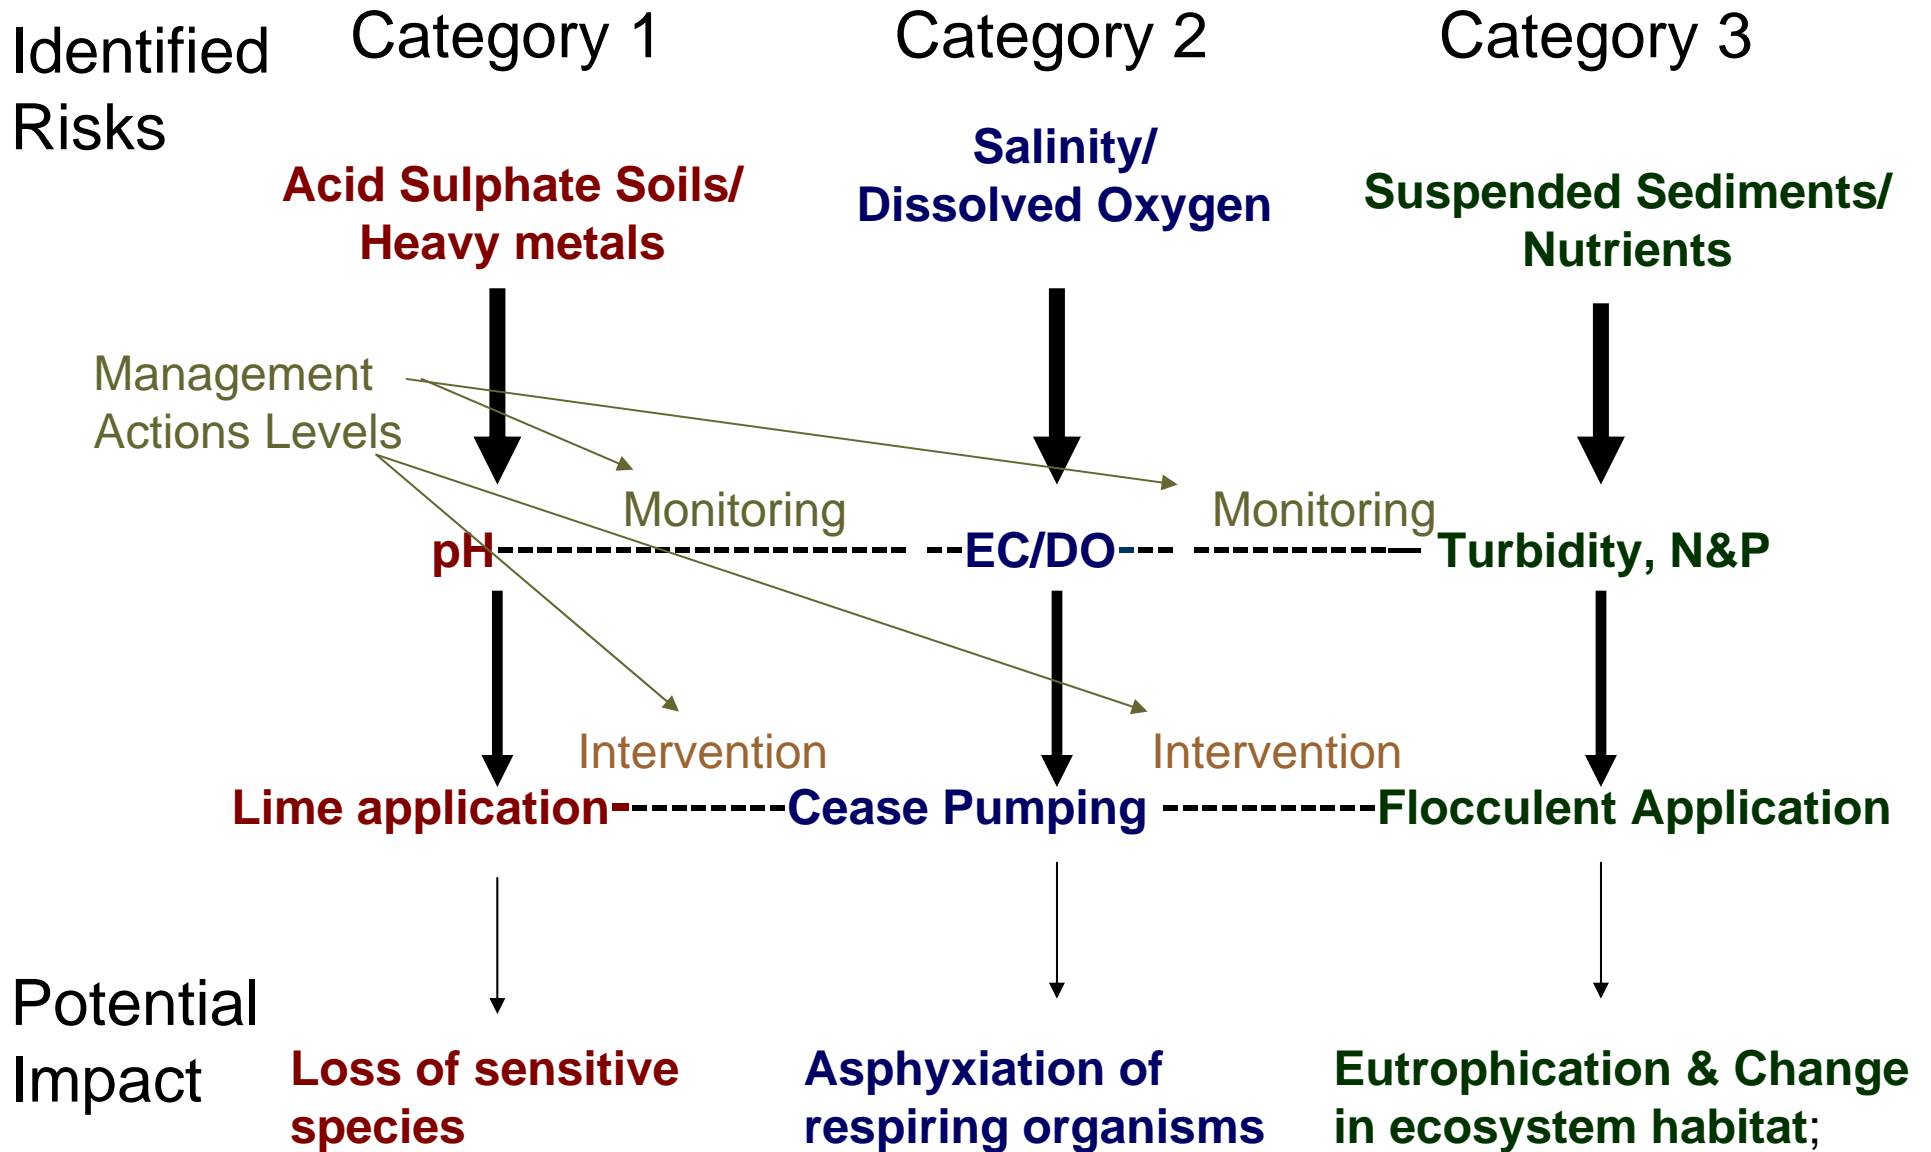 Identified
Risks
Category 1
Category 2
Category 3
Acid Sulphate Soils/
Heavy metals
Salinity/
Dissolved Oxygen
Suspended Sediments/
Nutrients
Management
Actions Levels
Monitoring
Monitoring
pH
EC/DO
Turbidity, N&P
Intervention
Intervention
Lime application
Cease Pumping
Flocculent Application
Potential
Impact
Loss of sensitive
species
Asphyxiation of
respiring organisms
Eutrophication & Change
in ecosystem habitat;